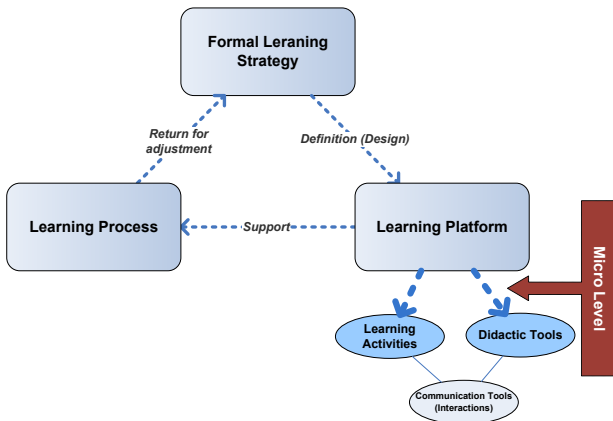 Formal Leraning
Strategy
Return for
adjustment
Definition (Design)
Learning Process
Support
Learning Platform
Micro Level
Learning
Activities
Didactic Tools
Communication Tools
(Interactions)